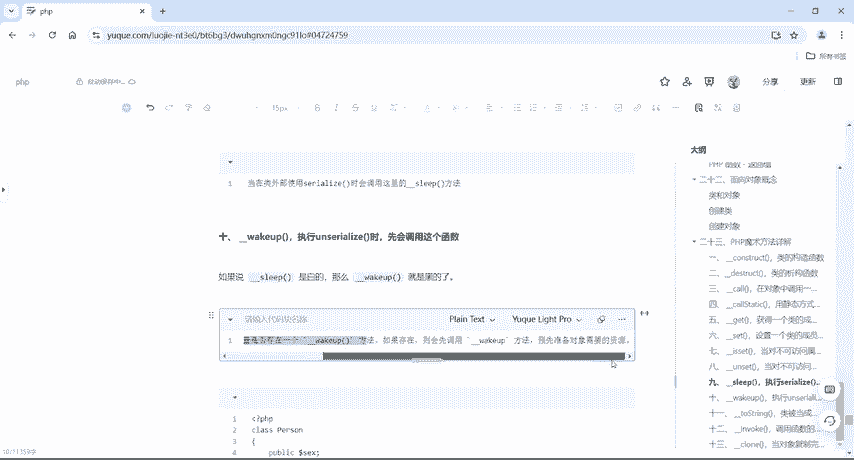 php
yuque.com/luojie-nt3e0/bt6bg3/dwuhgnxm0ngc91lo#04724759
所有书签
php
自动保存中...
分享
更新
15px
大纲
PHP 函数 - 返回值
二十二、面向对象概念
类和对象
创建类
创建对象
二十三、PHP魔术方法详解
一、 __construct()，类的构造函数
二、__destruct()，类的析构函数
三、 __call()，在对象中调用一...
四、 __callStatic()，用静态方式...
五、 __get()，获得一个类的成...
六、 __set()，设置一个类的成员...
七、 __isset()，当对不可访问属...
八、 __unset()，当对不可访问...
九、 __sleep()，执行serialize()...
十、 __wakeup()，执行unseriali...
十一、 __toString()，类被当成...
十二、 __invoke()，调用函数的...
十三、 __clone()，当对象复制完...
1 当在类外部使用serialize()时会调用这里的__sleep()方法
十、 __wakeup()，执行unserialize()时，先会调用这个函数
如果说 __sleep() 是白的，那么 __wakeup() 就是黑的了。
请输入代码块名称
Plain Text
Yuque Light Pro
1 查是否存在一个 `__wakeup()` 方法，如果存在，则会先调用 `__wakeup` 方法，预先准备对象需要的资源。
1 <?php
2 class Person
3 {
4 public $sex;